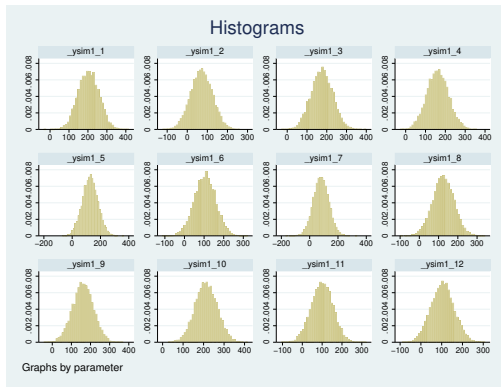 Histograms
_ysim1_1 _ysim1_2 _ysim1_3 _ysim1_4
0 .002.004.006.008 0 .002.004.006.008 0 .002.004.006.008 0 .002.004.006.008
0 100 200 300 400 −100 0 100 200 300 0 100 200 300 400 0 100 200 300 400
_ysim1_5 _ysim1_6 _ysim1_7 _ysim1_8
0 .002.004.006.008 0 .002.004.006.008 0 .002.004.006.008 0 .002.004.006.008
−200 0 200 400 −100 0 100 200 300 −200 0 200 400 −100 0 100 200 300
_ysim1_9 _ysim1_10 _ysim1_11 _ysim1_12
0 .002.004.006.008 0 .002.004.006.008 0 .002.004.006.008 0 .002.004.006.008
−100 0 100 200 300 400 0 100 200 300 400 −100 0 100 200 300 −100 0 100 200 300
Graphs by parameter